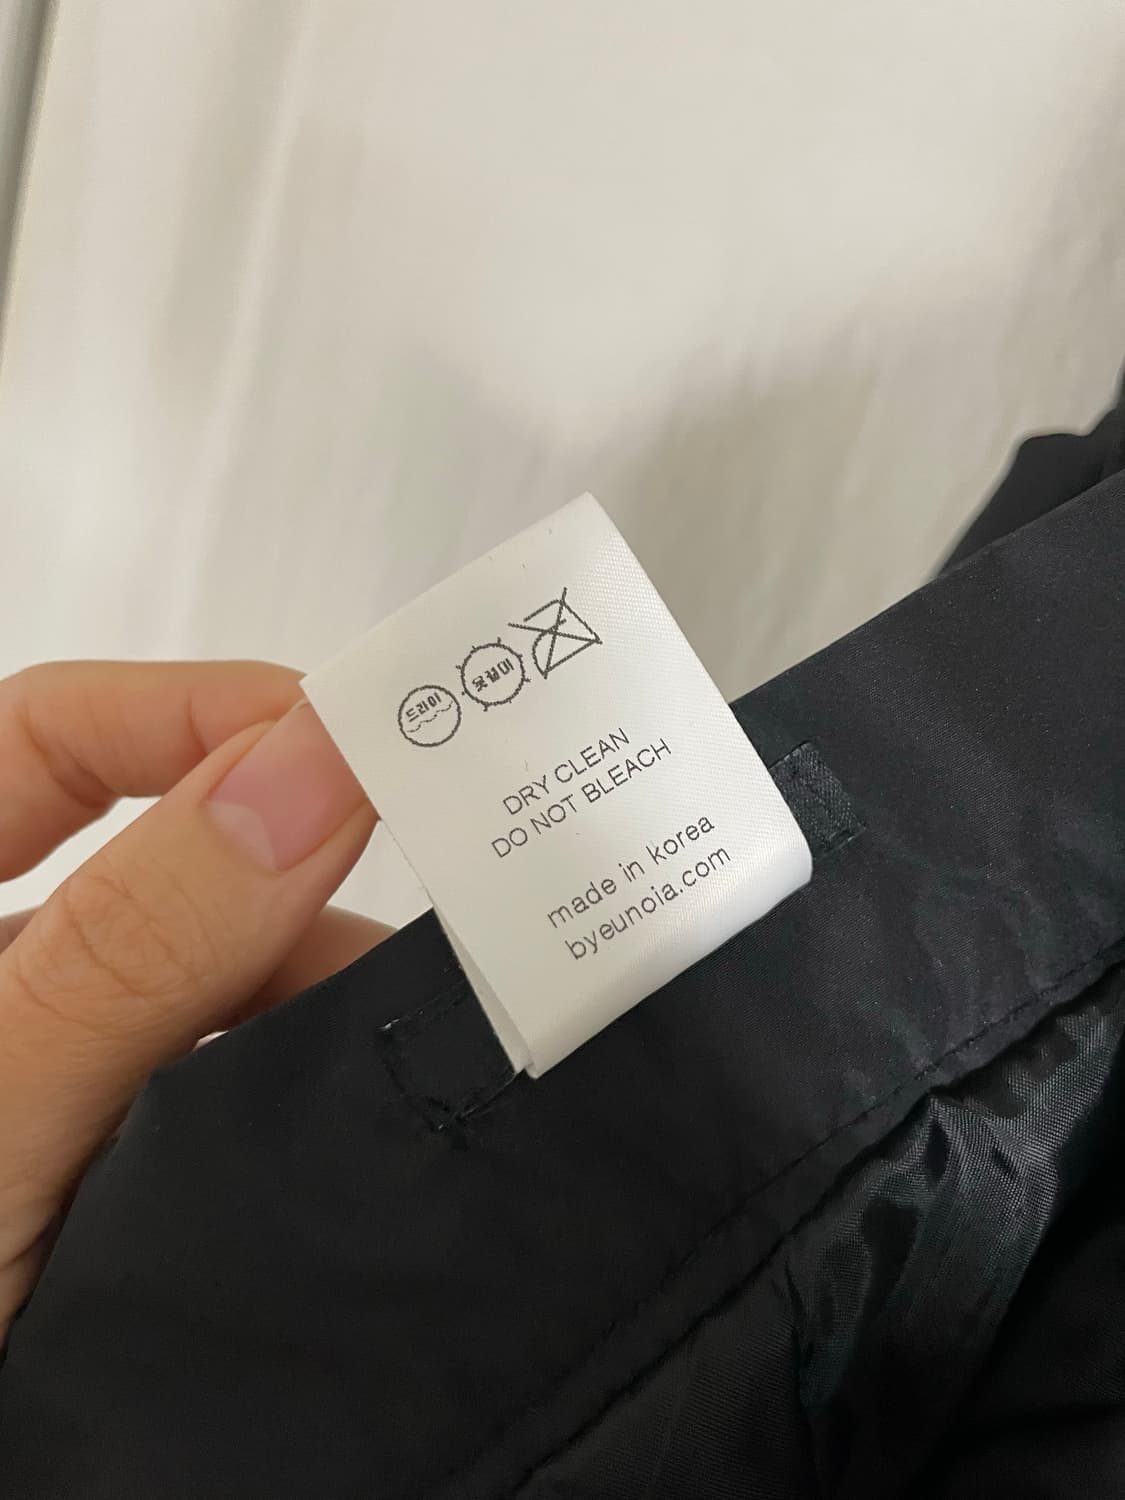 드라이 옷걸이
DRY CLEAN
DO NOT BLEACH
made in korea
byeunoia.com